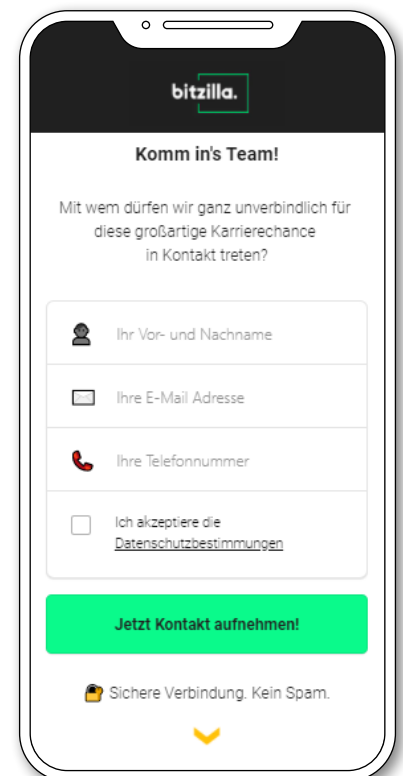 bitzilla.
Komm in's Team!
Mit wem dürfen wir ganz unverbindlich für
diese großartige Karrierechance
in Kontakt treten?
Ihr Vor- und Nachname
Ihre E-Mail Adresse
Ihre Telefonnummer
Ich akzeptiere die
Datenschutzbestimmungen
Jetzt Kontakt aufnehmen!
Sichere Verbindung. Kein Spam.